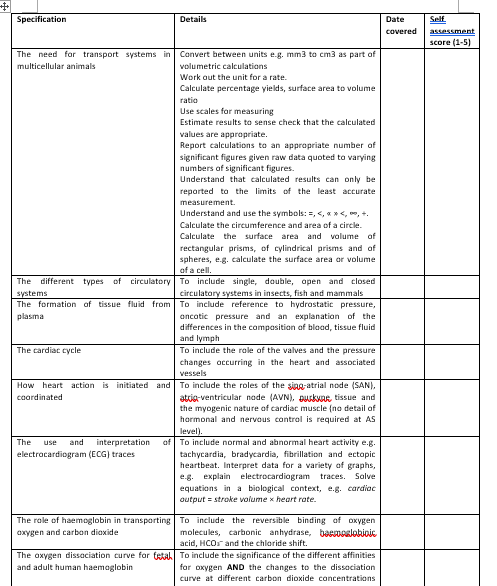 Specification Details Date Self.
covered assessment
score (1-5)
The need for transport systems in
multicellular animals
Convert between units e.g. mm3 to cm3 as part of
volumetric calculations
Work out the unit for a rate.
Calculate percentage yields, surface area to volume
ratio
Use scales for measuring
Estimate results to sense check that the calculated
values are appropriate.
Report calculations to an appropriate number of
significant figures given raw data quoted to varying
numbers of significant figures.
Understand that calculated results can only be
reported to the limits of the least accurate
measurement.
Understand and use the symbols: =, <, « » <, ∞, ÷.
Calculate the circumference and area of a circle.
Calculate the surface area and volume of
rectangular prisms, of cylindrical prisms and of
spheres, e.g. calculate the surface area or volume
of a cell.
The different types of circulatory
systems
To include single, double, open and closed
circulatory systems in insects, fish and mammals
The formation of tissue fluid from
plasma
To include reference to hydrostatic pressure,
oncotic pressure and an explanation of the
differences in the composition of blood, tissue fluid
and lymph
The cardiac cycle
To include the role of the valves and the pressure
changes occurring in the heart and associated
vessels
How heart action is initiated and
coordinated
To include the roles of the sino-atrial node (SAN),
atrio-ventricular node (AVN), purkyne tissue and
the myogenic nature of cardiac muscle (no detail of
hormonal and nervous control is required at AS
level).
The use and interpretation of
electrocardiogram (ECG) traces
To include normal and abnormal heart activity e.g.
tachycardia, bradycardia, fibrillation and ectopic
heartbeat. Interpret data for a variety of graphs,
e.g. explain electrocardiogram traces. Solve
equations in a biological context, e.g. cardiac
output = stroke volume × heart rate.
The role of haemoglobin in transporting
oxygen and carbon dioxide
To include the reversible binding of oxygen
molecules, carbonic anhydrase, haemoglobinic
acid, HCO₃⁻ and the chloride shift.
The oxygen dissociation curve for fetal
and adult human haemoglobin
To include the significance of the different affinities
for oxygen AND the changes to the dissociation
curve at different carbon dioxide concentrations